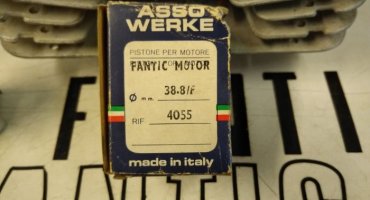 ASSO
WERKE
PISTONE PER MOTORE
FANTIC MOTOR
Ø mm. 38.8/F
RIF 4055
made in italy